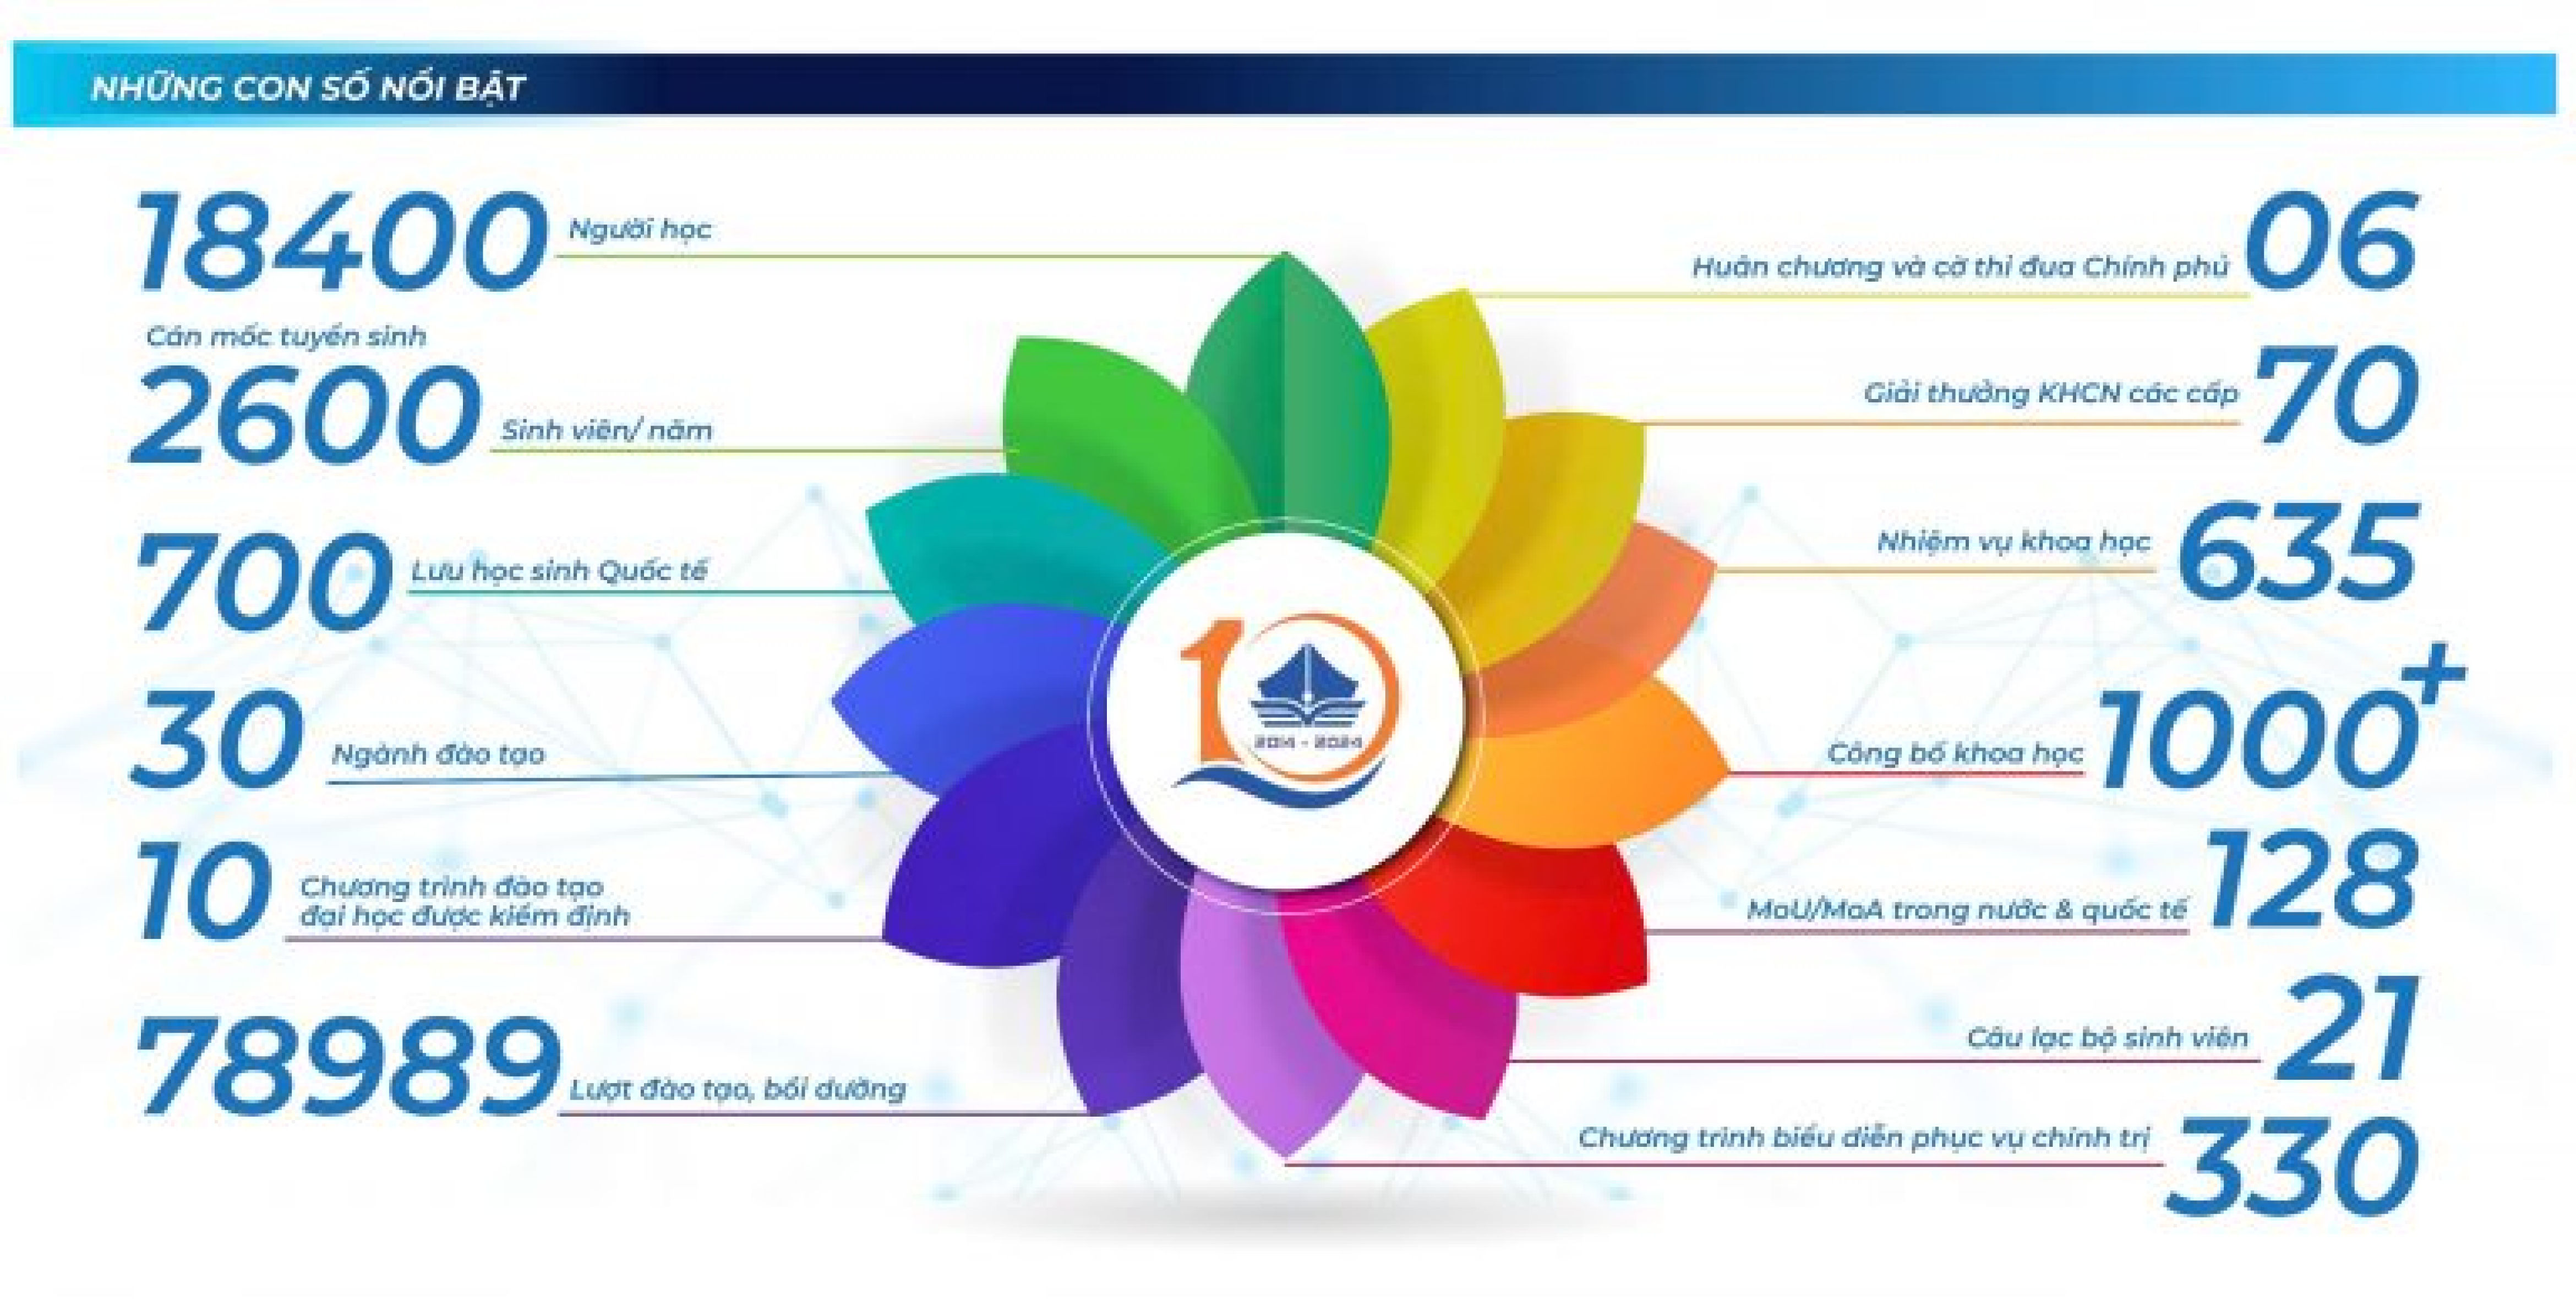 NHỮNG CON SỐ NỔI BẬT
18400 Người học
Cán mốc tuyển sinh
2600 Sinh viên/ năm
700 Lưu học sinh Quốc tế
30 Ngành đào tạo
10 Chương trình đào tạo
đại học được kiểm định
78989 Lượt đào tạo, bồi dưỡng
10
2014 - 2024
Huân chương và cờ thi đua Chính phủ 06
Giải thưởng KHCN các cấp 70
Nhiệm vụ khoa học 635
Công bố khoa học 1000+
MoU/MoA trong nước & quốc tế 128
Câu lạc bộ sinh viên 21
Chương trình biểu diễn phục vụ chính trị 330